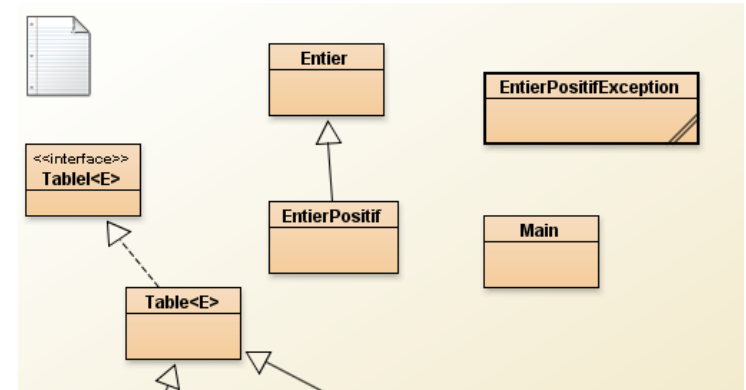 Entier
EntierPositifException
<<interface>>
TableI<E>
EntierPositif
Main
Table<E>